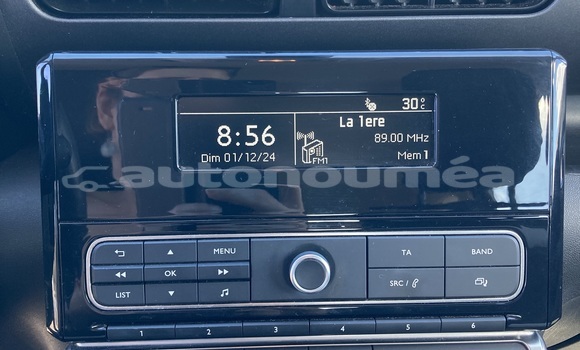 30°C
La 1ere
8:56
89.00 MHz
Dim 01/12/24
FM1
Mem 1
autonouméa
MENU
TA
BAND
OK
SRC /
LIST
1 2 3 4 5 6